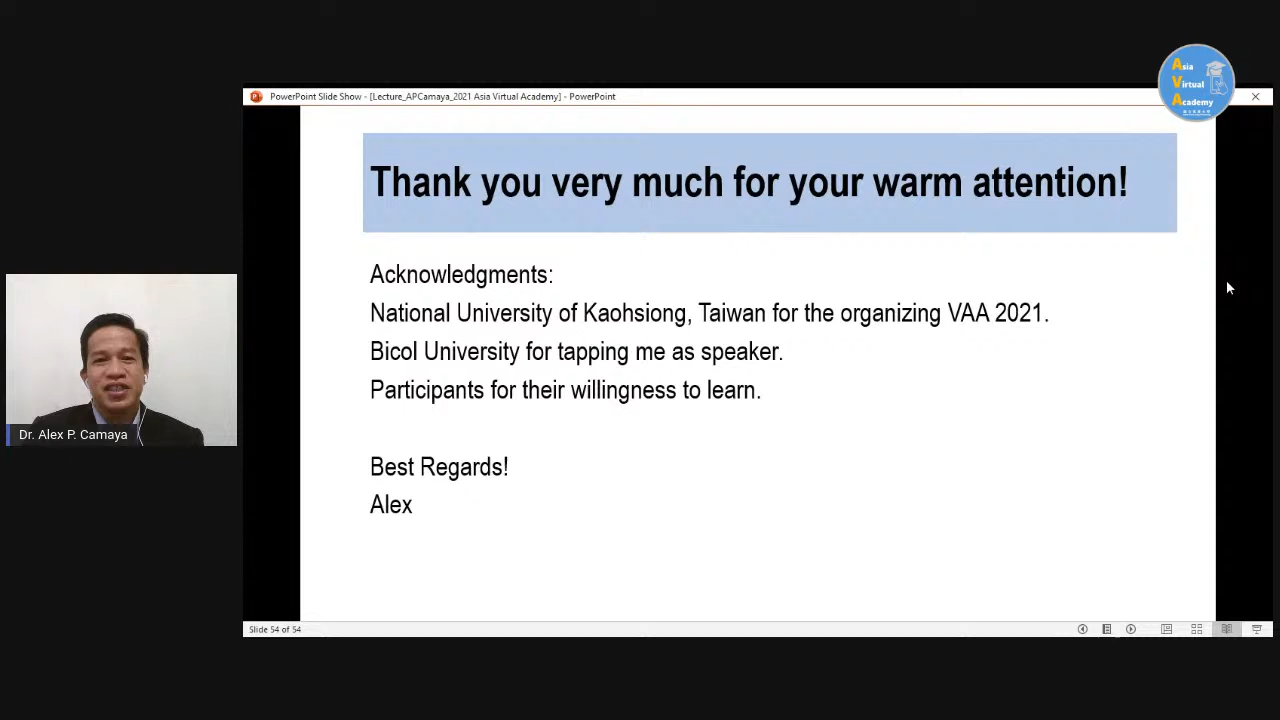 PowerPoint Slide Show - [Lecture_APCamaya_2021 Asia Virtual Academy] - PowerPoint
Asia
Virtual
Academy
Thank you very much for your warm attention!
Acknowledgments:
National University of Kaohsiong, Taiwan for the organizing VAA 2021.
Bicol University for tapping me as speaker.
Participants for their willingness to learn.
Best Regards!
Alex
Dr. Alex P. Camaya
Slide 54 of 54